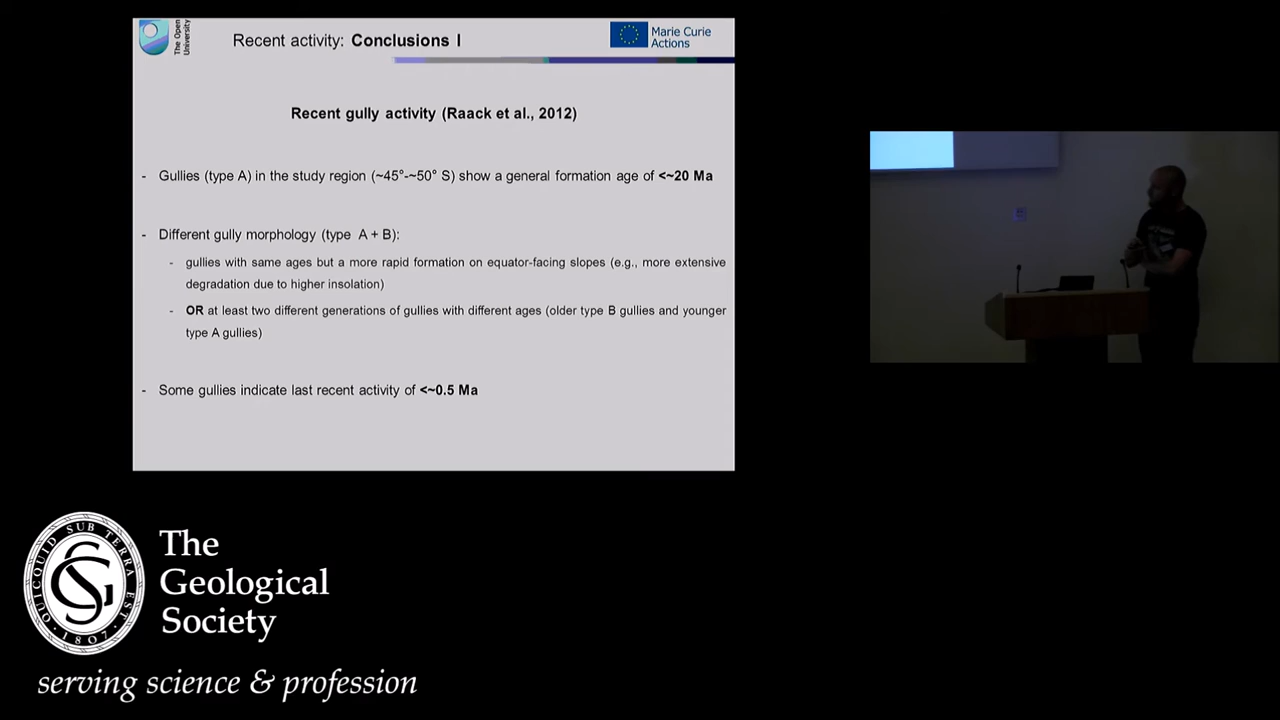 The Open
University
Recent activity: Conclusions I
Marie Curie
Actions
Recent gully activity (Raack et al., 2012)
- Gullies (type A) in the study region (~45°-~50° S) show a general formation age of <~20 Ma
- Different gully morphology (type A + B):
- gullies with same ages but a more rapid formation on equator-facing slopes (e.g., more extensive
degradation due to higher insolation)
- OR at least two different generations of gullies with different ages (older type B gullies and younger
type A gullies)
- Some gullies indicate last recent activity of <~0.5 Ma
QUICQUID SUB TERRA EST
GS
1807
The
Geological
Society
serving science & profession